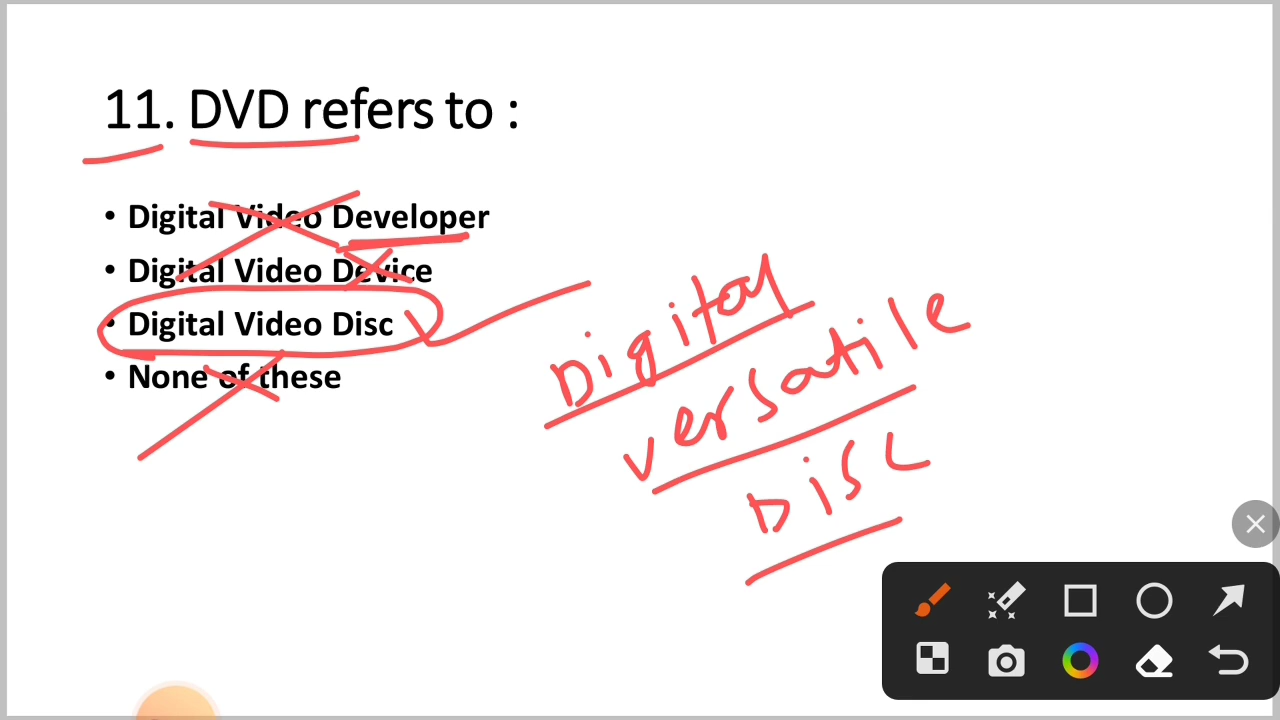 11. DVD refers to :
• Digital Video Developer
• Digital Video Device
• Digital Video Disc
• None of these
Digital
versatile
Disc